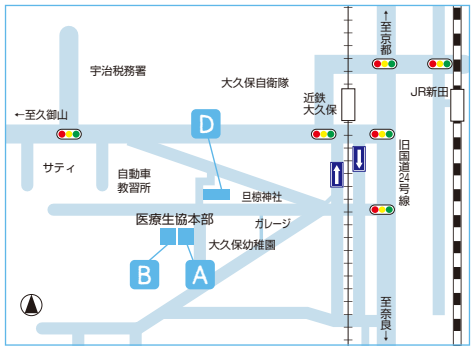 ↑至京都
宇治税務署
大久保自衛隊
近鉄
大久保
JR新田
←至久御山
D
旧国道24号線
サティ
自動車
教習所
旦椋神社
医療生協本部
ガレージ
大久保幼稚園
B
A
至奈良↓